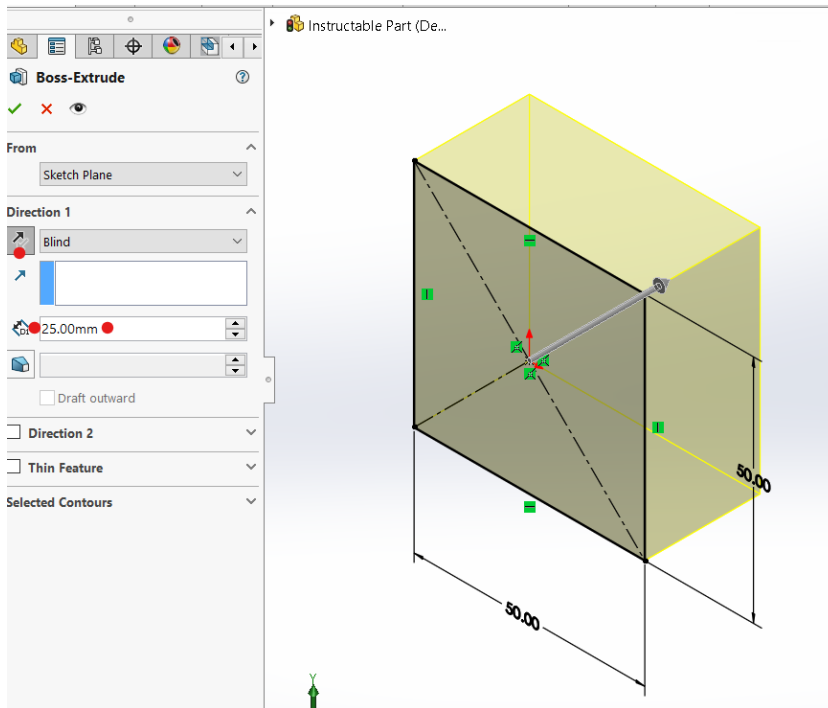 Instructable Part (De...
Boss-Extrude
From
Sketch Plane
Direction 1
Blind
D1
25.00mm
Draft outward
Direction 2
Thin Feature
Selected Contours
50.00
50.00
Y